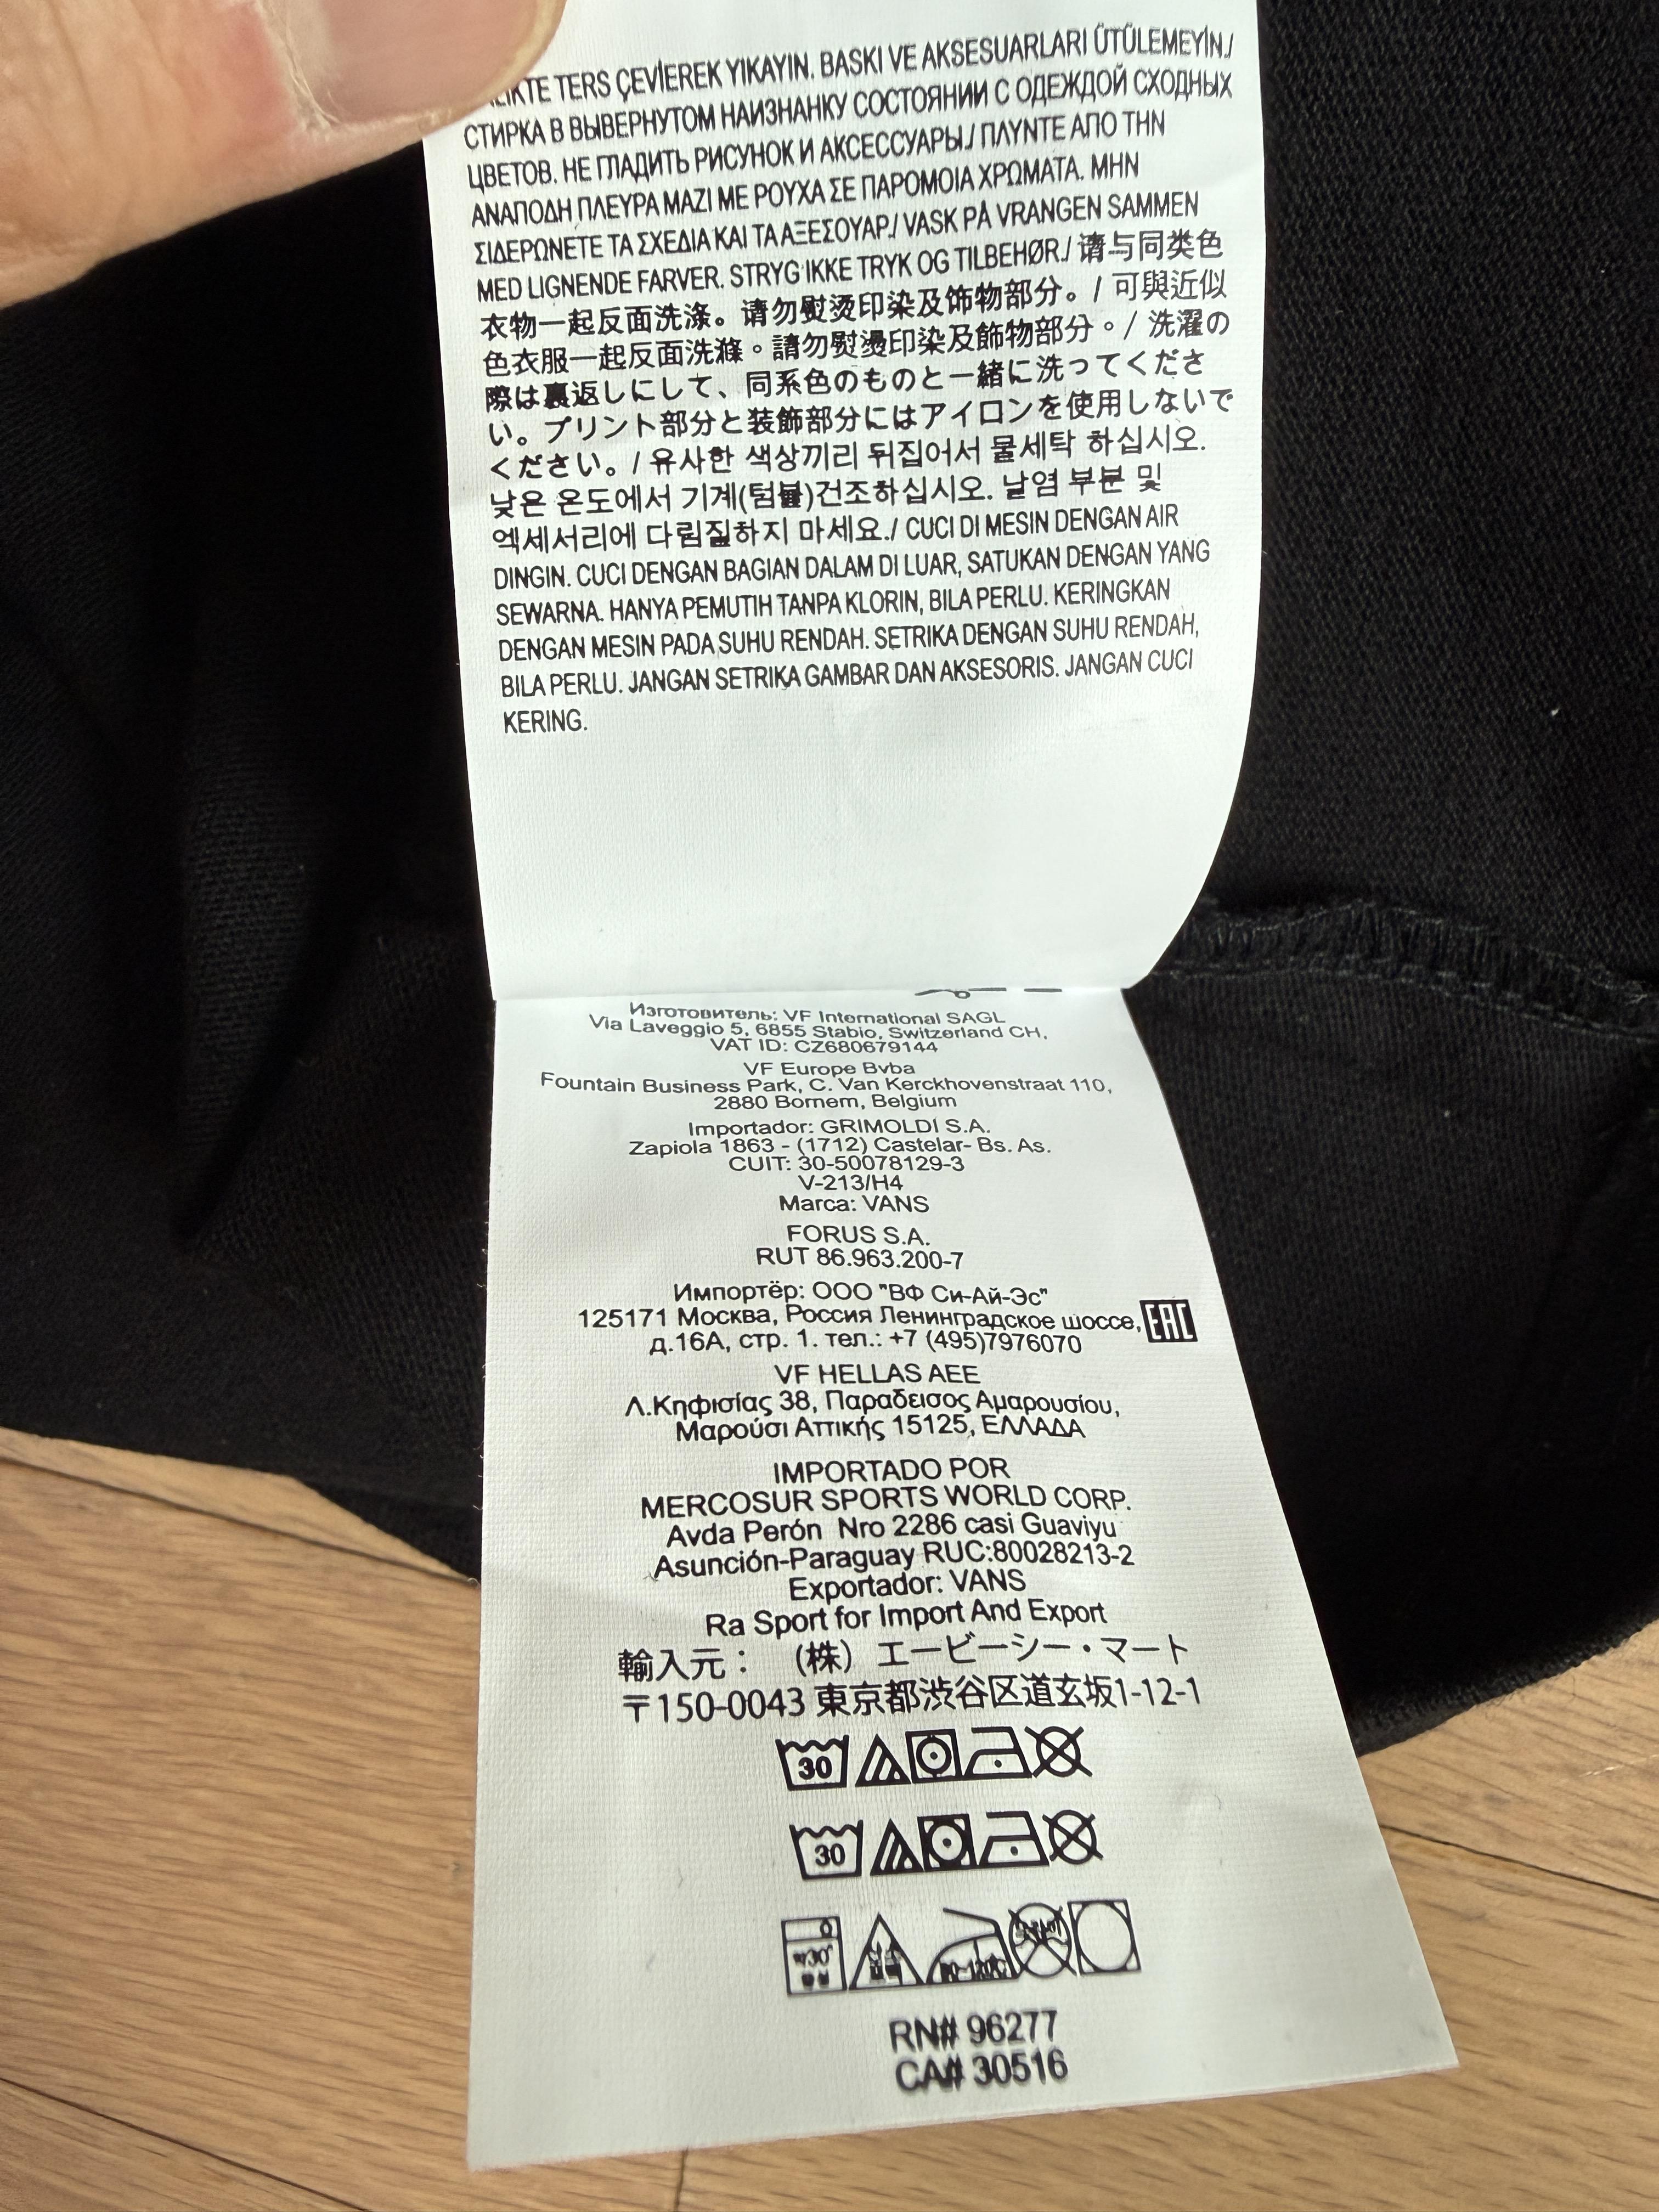 TERS ÇEVİEREK YIKAYIN. BASKI VE AKSESUARLARI ÜTÜLEMEYİN./
СТИРКА В ВЫВЕРНУТОМ НАИЗНАНКУ СОСТОЯНИИ С ОДЕЖДОЙ СХОДНЫХ
ЦВЕТОВ. НЕ ГЛАДИТЬ РИСУНОК И АКСЕССУАРЫ./ ΠΛΥΝΤΕ ΑΠΟ ΤΗΝ
ΑΝΑΠΟΔΗ ΠΛΕΥΡΑ ΜΑΖΙ ΜΕ ΡΟΥΧΑ ΣΕ ΠΑΡΟΜΟΙΑ ΧΡΩΜΑΤΑ. ΜΗΝ
ΣΙΔΕΡΩΝΕΤΕ ΤΑ ΣΧΕΔΙΑ ΚΑΙ ΤΑ ΑΞΕΣΟΥΑΡ./ VASK PÅ VRANGEN SAMMEN
MED LIGNENDE FARVER. STRYG IKKE TRYK OG TILBEHØR./ 请与同类色
衣物一起反面洗涤。请勿熨烫印染及饰物部分。/ 可與近似
色衣服一起反面洗滌。請勿熨燙印染及飾物部分。/ 洗濯の
際は裏返しにして、同系色のものと一緒に洗ってくださ
い。プリント部分と装飾部分にはアイロンを使用しないで
ください。/ 유사한 색상끼리 뒤집어서 물세탁 하십시오.
낮은 온도에서 기계(텀블)건조하십시오. 날염 부분 및
엑세서리에 다림질하지 마세요./ CUCI DI MESIN DENGAN AIR
DINGIN. CUCI DENGAN BAGIAN DALAM DI LUAR, SATUKAN DENGAN YANG
SEWARNA. HANYA PEMUTIH TANPA KLORIN, BILA PERLU. KERINGKAN
DENGAN MESIN PADA SUHU RENDAH. SETRIKA DENGAN SUHU RENDAH,
BILA PERLU. JANGAN SETRIKA GAMBAR DAN AKSESORIS. JANGAN CUCI
KERING.
Изготовитель: VF International SAGL
Via Laveggio 5, 6855 Stabio, Switzerland CH,
VAT ID: CZ680679144
VF Europe Bvba
Fountain Business Park, C. Van Kerckhovenstraat 110,
2880 Bornem, Belgium
Importador: GRIMOLDI S.A.
Zapiola 1863 - (1712) Castelar- Bs. As.
CUIT: 30-50078129-3
V-213/H4
Marca: VANS
FORUS S.A.
RUT 86.963.200-7
Импортёр: ООО "ВФ Си-Ай-Эс"
125171 Москва, Россия Ленинградское шоссе, EAC
д.16А, стр. 1. тел.: +7 (495)7976070
VF HELLAS AEE
Λ.Κηφισίας 38, Παραδεισος Αμαρουσίου,
Μαρούσι Αττικής 15125, ΕΛΛΑΔΑ
IMPORTADO POR
MERCOSUR SPORTS WORLD CORP.
Avda Perón Nro 2286 casi Guaviyu
Asunción-Paraguay RUC:80028213-2
Exportador: VANS
Ra Sport for Import And Export
輸入元： (株) エービーシー・マート
〒150-0043 東京都渋谷区道玄坂1-12-1
30
30
RN# 96277
CA# 30516